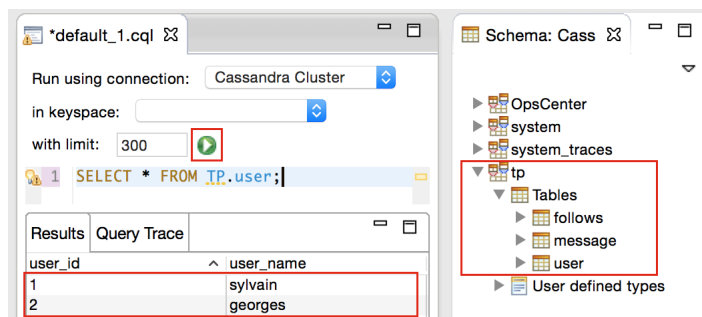 *default_1.cql
Run using connection: Cassandra Cluster
in keyspace:
with limit: 300
1 SELECT * FROM TP.user;
Results Query Trace
user_id user_name
1 sylvain
2 georges
Schema: Cass
OpsCenter
system
system_traces
tp
Tables
follows
message
user
User defined types